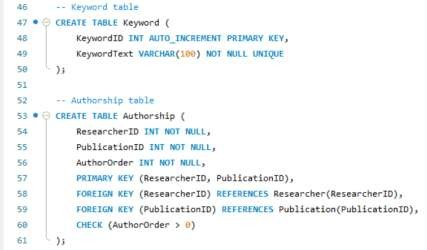 46 -- Keyword table
47 CREATE TABLE Keyword (
48 KeywordID INT AUTO_INCREMENT PRIMARY KEY,
49 KeywordText VARCHAR(100) NOT NULL UNIQUE
50 );
51
52 -- Authorship table
53 CREATE TABLE Authorship (
54 ResearcherID INT NOT NULL,
55 PublicationID INT NOT NULL,
56 AuthorOrder INT NOT NULL,
57 PRIMARY KEY (ResearcherID, PublicationID),
58 FOREIGN KEY (ResearcherID) REFERENCES Researcher(ResearcherID),
59 FOREIGN KEY (PublicationID) REFERENCES Publication(PublicationID),
60 CHECK (AuthorOrder > 0)
61 );